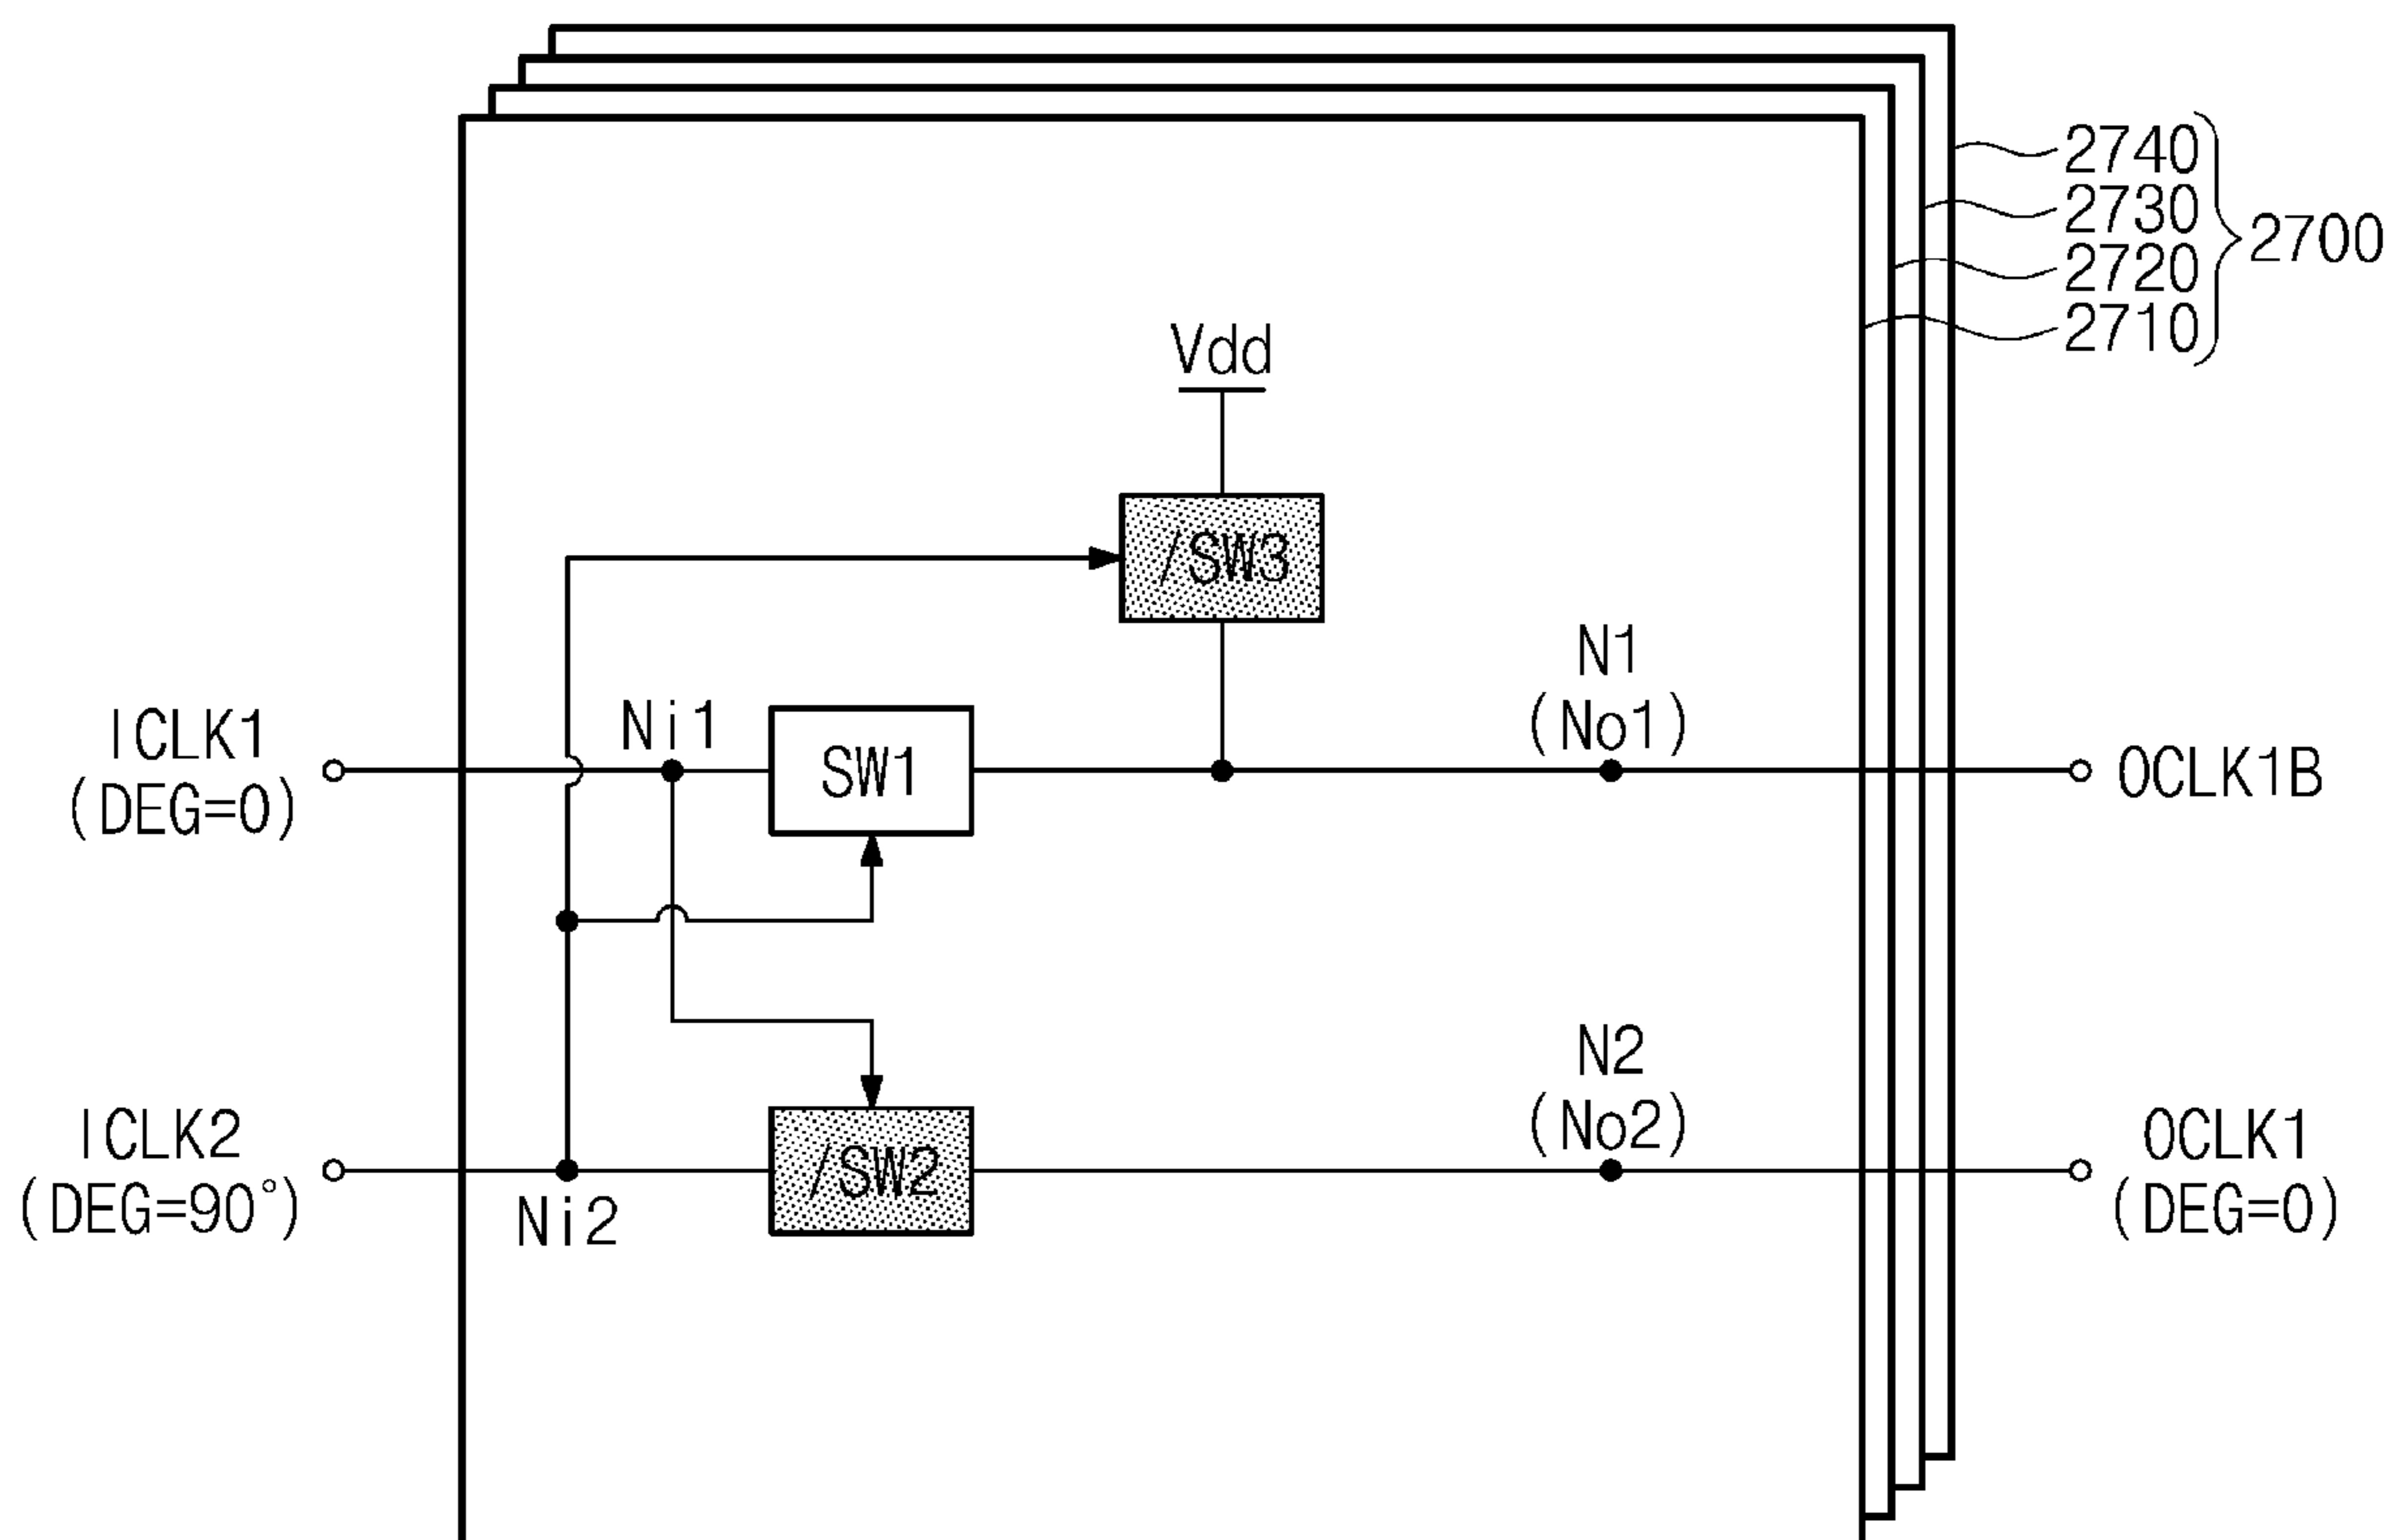 2740
2730
2700
2720
2710
Vdd
/SW3
N1
(No1)
ICLK1
(DEG=0)
Ni1
SW1
OCLK1B
N2
(No2)
ICLK2
(DEG=90°)
Ni2
/SW2
OCLK1
(DEG=0)